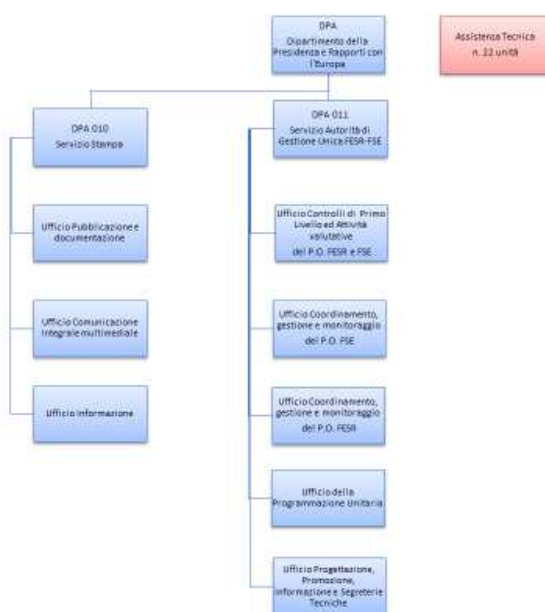 DPA
Dipartimento della
Presidenza e Rapporti con
l'Europa
Assistenza Tecnica
n. 22 unità
DPA 010
Servizio Stampa
DPA 011
Servizio Autorità di
Gestione Unica FESR-FSE
Ufficio Pubblicazione e
documentazione
Ufficio Comunicazione
Integrale multimediale
Ufficio Informazione
Ufficio Controlli di Primo
Livello ed Attività
valutative
del P.O. FESR e FSE
Ufficio Coordinamento,
gestione e monitoraggio
del P.O. FSE
Ufficio Coordinamento,
gestione e monitoraggio
del P.O. FESR
Ufficio della
Programmazione Unitaria.
Ufficio Progettazione,
Promozione,
Informazione e Segreterie
Tecniche